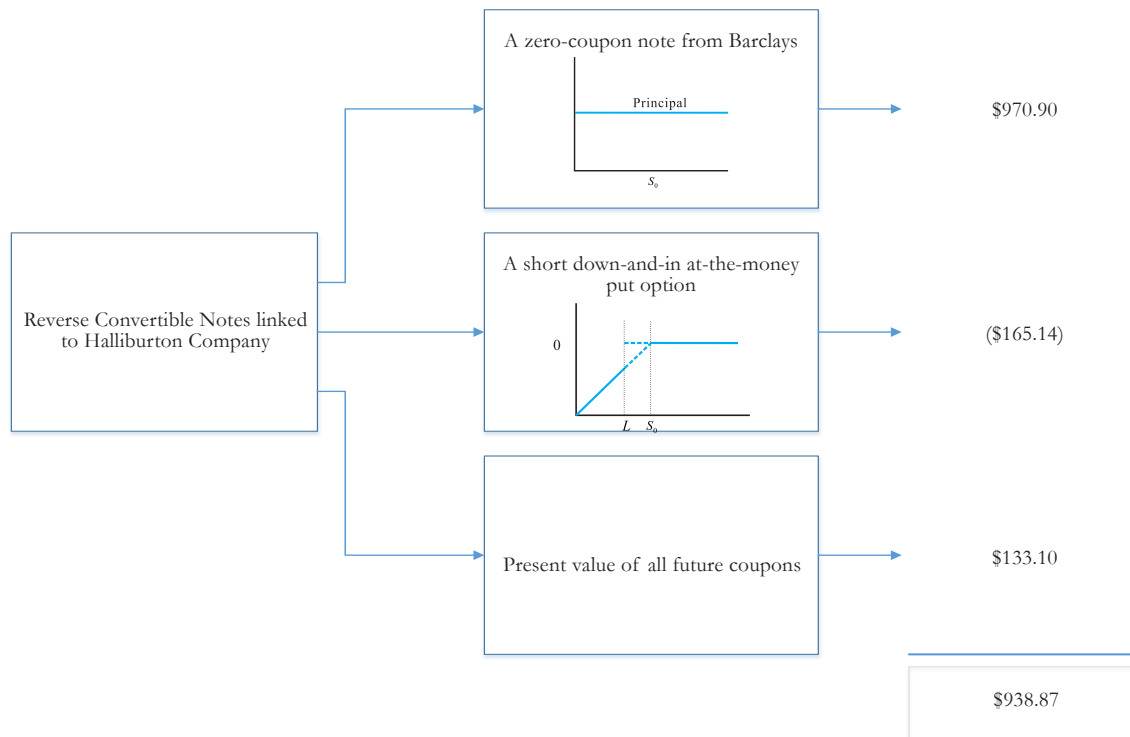 A zero-coupon note from Barclays
Principal
S₀
$970.90
Reverse Convertible Notes linked
to Halliburton Company
A short down-and-in at-the-money
put option
0
L S₀
($165.14)
Present value of all future coupons
$133.10
$938.87